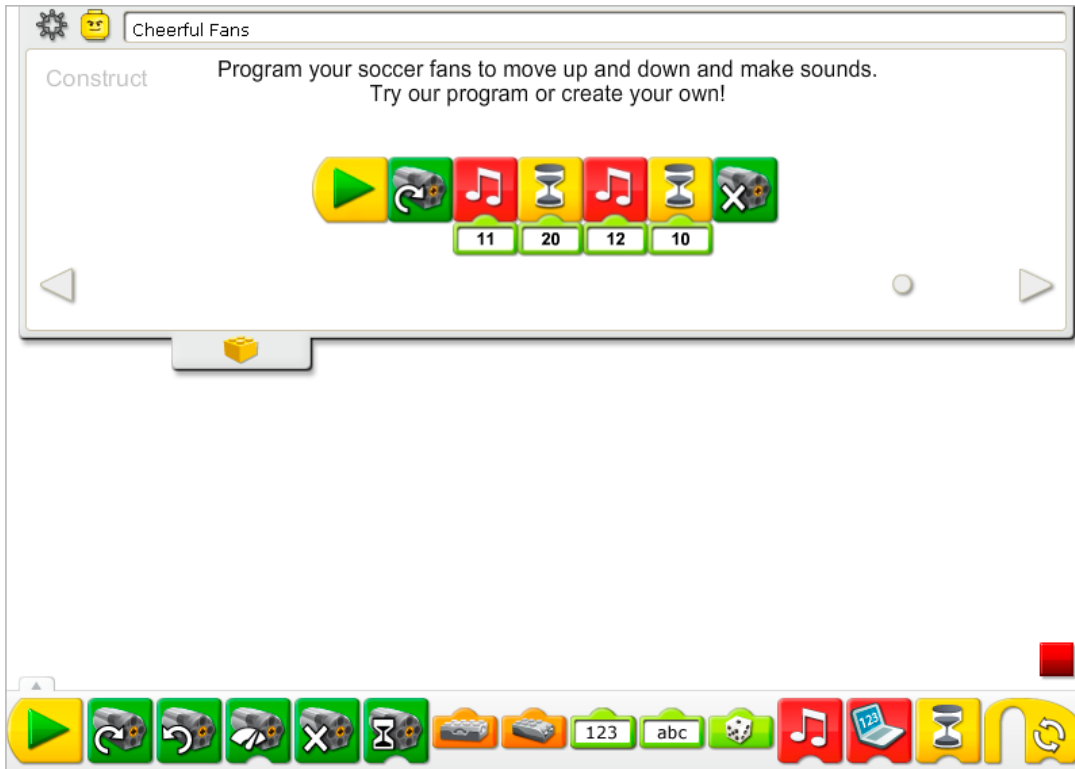 Cheerful Fans
Construct
Program your soccer fans to move up and down and make sounds.
Try our program or create your own!
11 20 12 10
123 abc 123